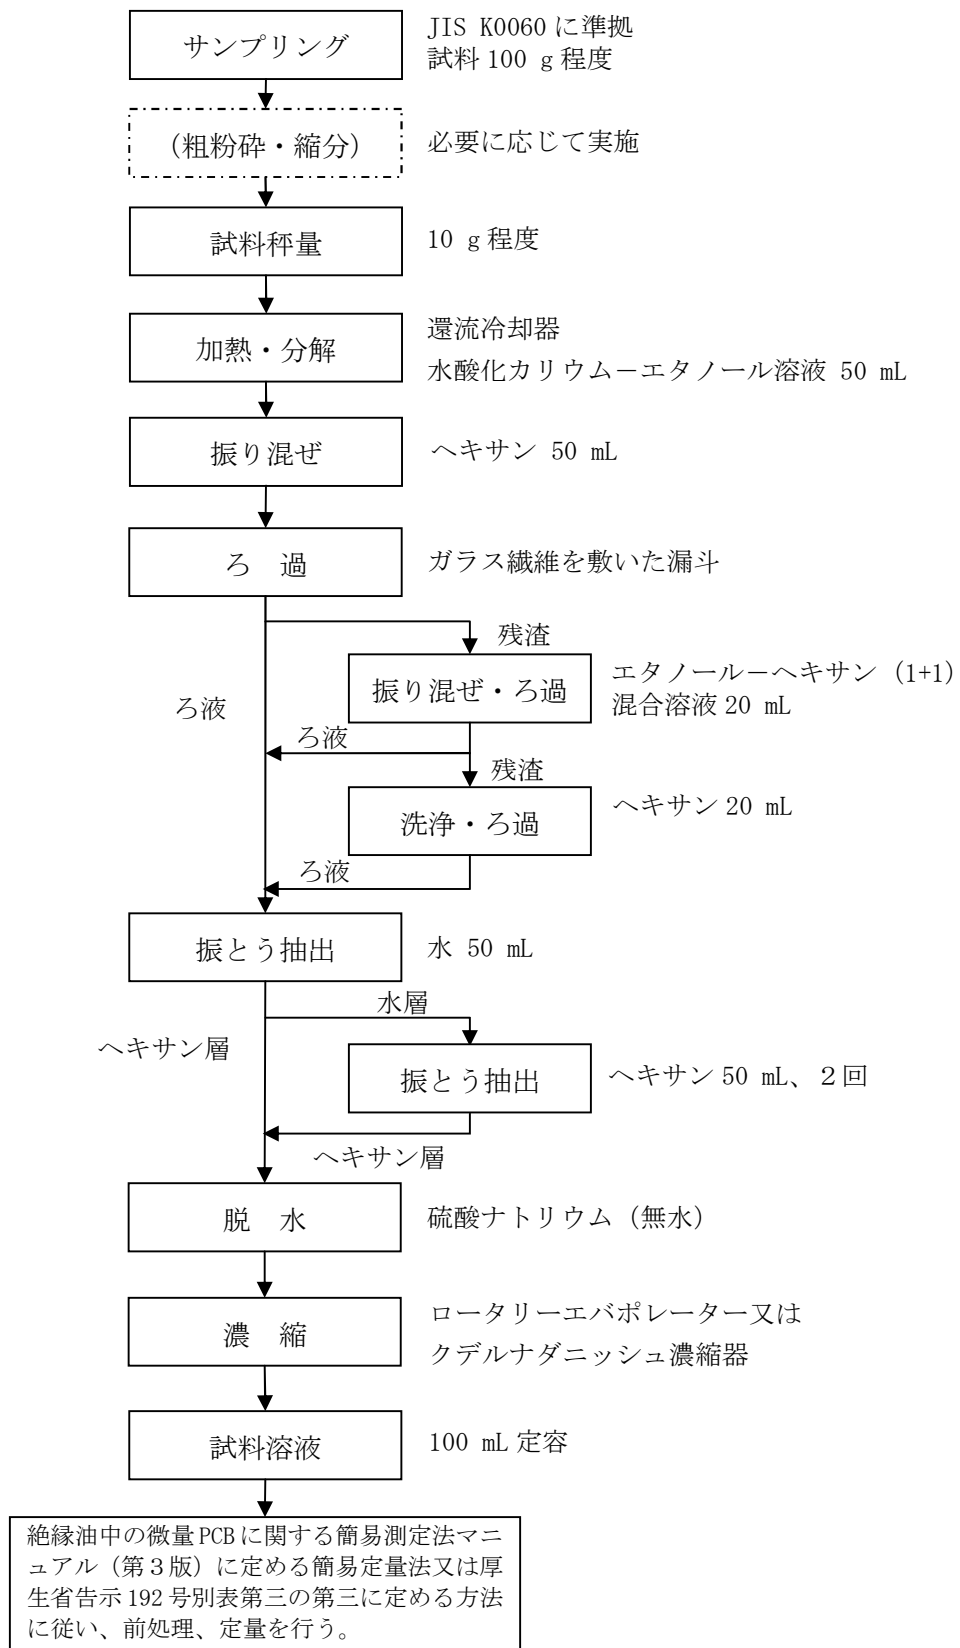 サンプリング
JIS K0060 に準拠
試料 100 g 程度
（粗粉砕・縮分）
必要に応じて実施
試料秤量
10 g 程度
加熱・分解
還流冷却器
水酸化カリウム－エタノール溶液 50 mL
振り混ぜ
ヘキサン 50 mL
ろ　過
ガラス繊維を敷いた漏斗
残渣
振り混ぜ・ろ過
エタノール－ヘキサン（1+1）
混合溶液 20 mL
ろ液
ろ液
残渣
洗浄・ろ過
ヘキサン 20 mL
ろ液
振とう抽出
水 50 mL
水層
ヘキサン層
振とう抽出
ヘキサン 50 mL、２回
ヘキサン層
脱　水
硫酸ナトリウム（無水）
濃　縮
ロータリーエバポレーター又は
クデルナダニッシュ濃縮器
試料溶液
100 mL 定容
絶縁油中の微量 PCB に関する簡易測定法マニ
ュアル（第３版）に定める簡易定量法又は厚
生省告示 192 号別表第三の第三に定める方法
に従い、前処理、定量を行う。